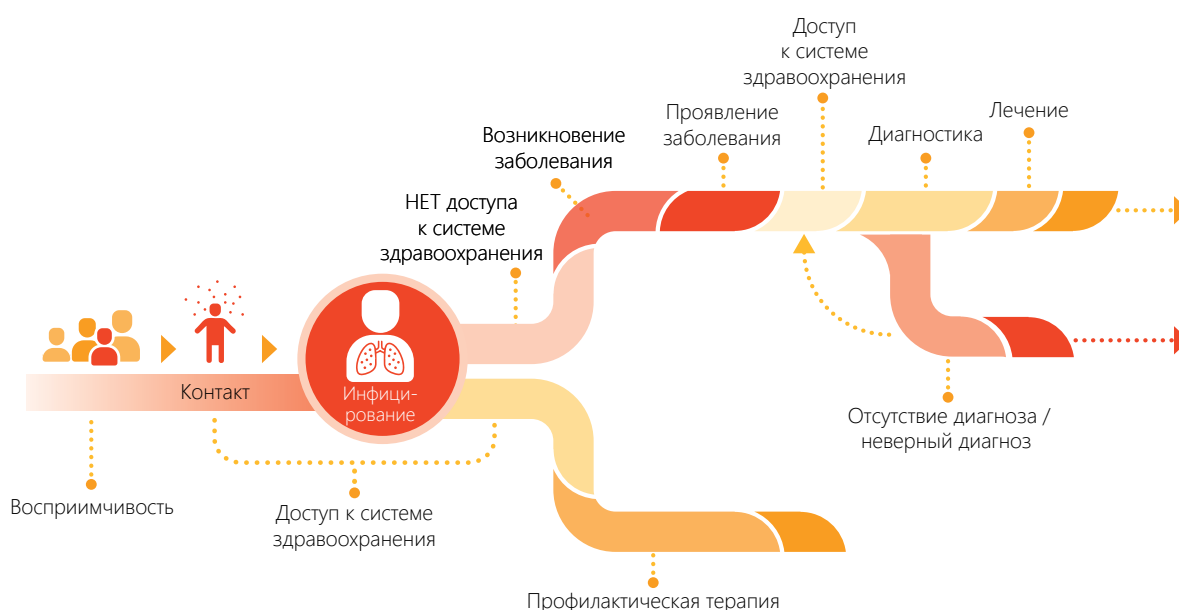 Доступ
к системе
здравоохранения
Проявление
заболевания
Лечение
Диагностика
Возникновение
заболевания
НЕТ доступа
к системе
здравоохранения
Контакт
Инфици-
рование
Отсутствие диагноза /
неверный диагноз
Восприимчивость
Доступ к системе
здравоохранения
Профилактическая терапия